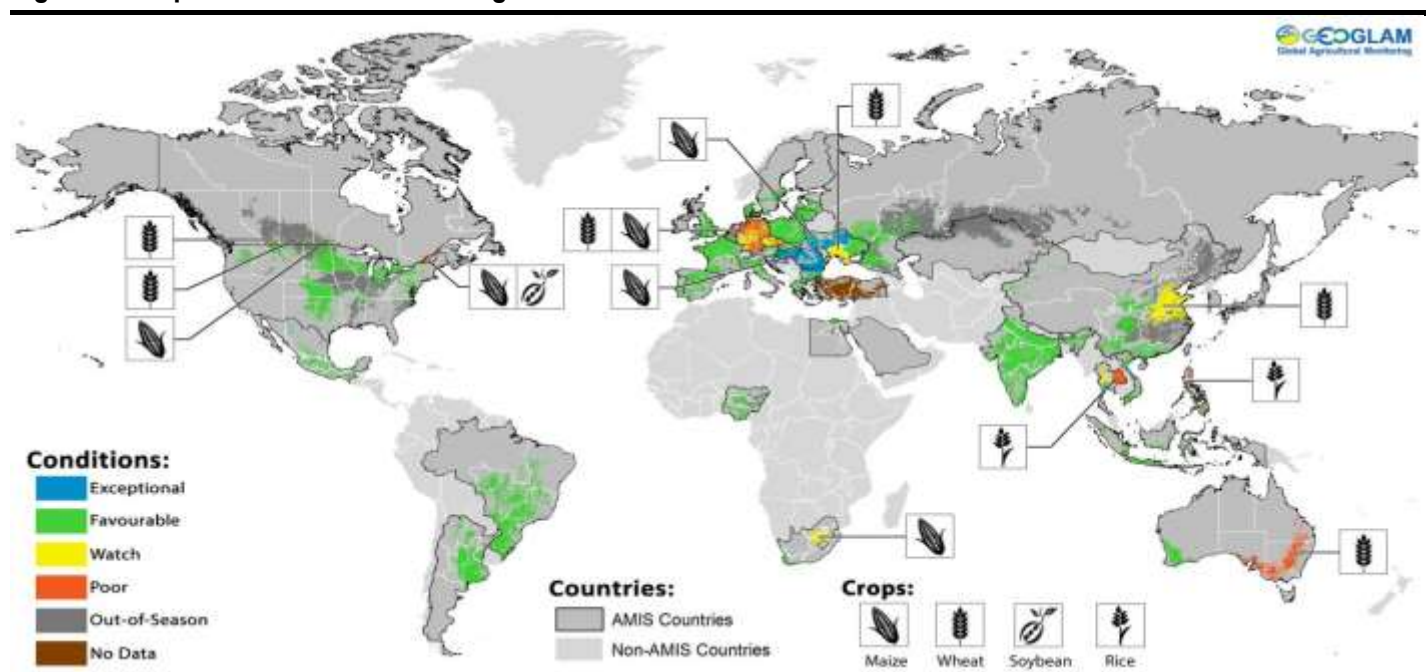 GEOGLAM
Global Agricultural Monitoring
Conditions:
Exceptional
Favourable
Watch
Poor
Out-of-Season
No Data
Countries:
AMIS Countries
Non-AMIS Countries
Crops:
Maize
Wheat
Soybean
Rice